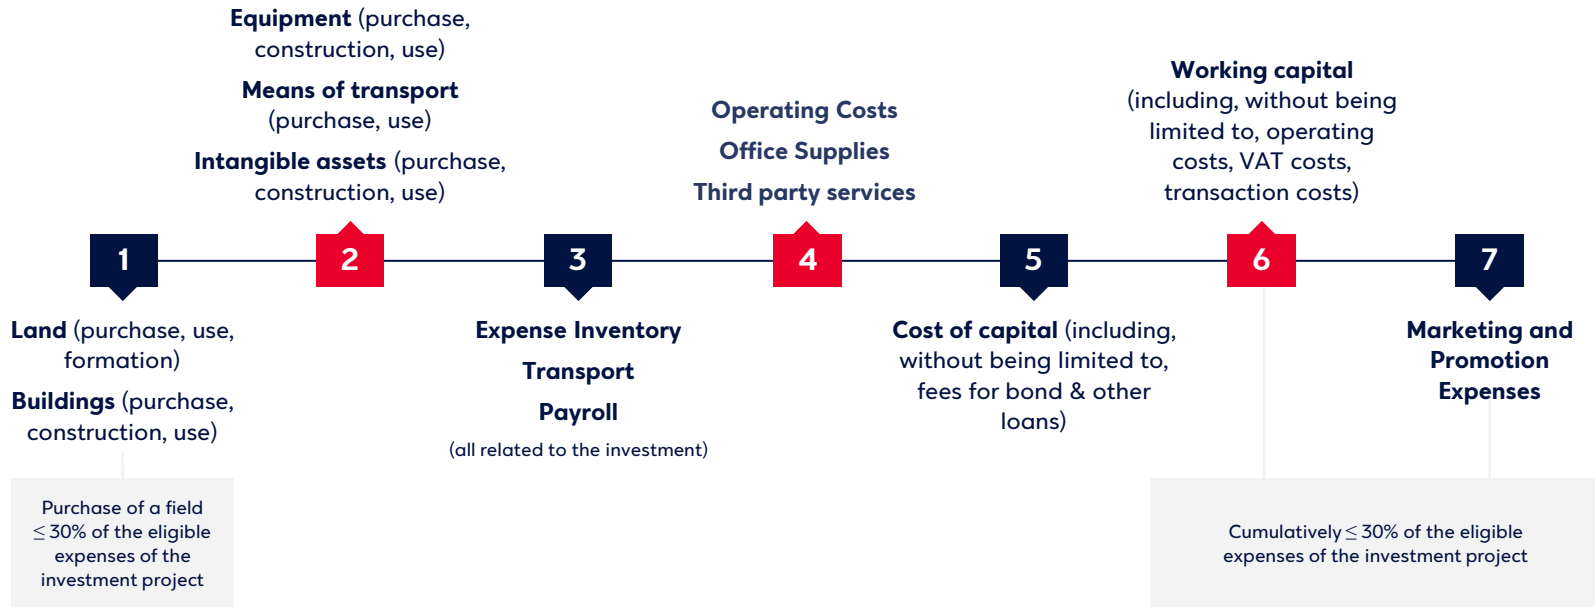 Equipment (purchase,
construction, use)
Means of transport
(purchase, use)
Intangible assets (purchase,
construction, use)
Operating Costs
Office Supplies
Third party services
Working capital
(including, without being
limited to, operating
costs, VAT costs,
transaction costs)
1
2
3
4
5
6
7
Land (purchase, use,
formation)
Buildings (purchase,
construction, use)
Expense Inventory
Transport
Payroll
(all related to the investment)
Cost of capital (including,
without being limited to,
fees for bond & other
loans)
Marketing and
Promotion
Expenses
Purchase of a field
≤ 30% of the eligible
expenses of the
investment project
Cumulatively ≤ 30% of the eligible
expenses of the investment project